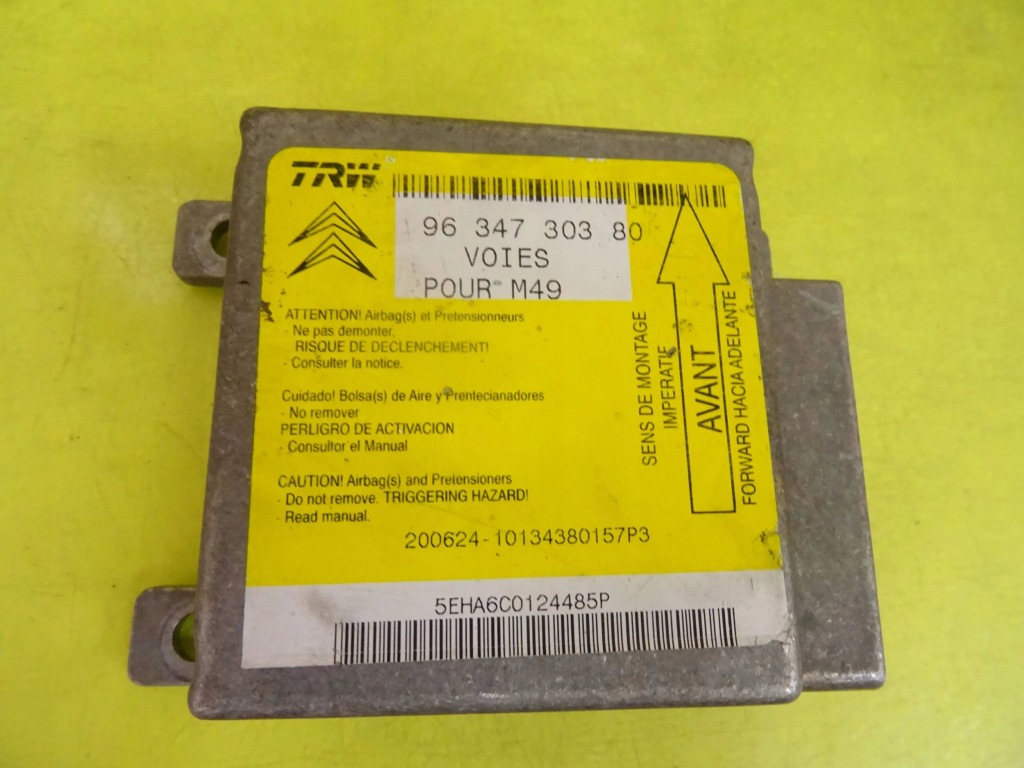 TRW
96 347 303 80
VOIES
POUR M49
ATTENTION! Airbag(s) et Pretensionneurs
- Ne pas demonter.
RISQUE DE DECLENCHEMENT!
- Consulter la notice.
Cuidado! Bolsa(s) de Aire y Prentecianadores
- No remover
PERLIGRO DE ACTIVACION
- Consultor el Manual
CAUTION! Airbag(s) and Pretensioners
- Do not remove. TRIGGERING HAZARD!
- Read manual.
SENS DE MONTAGE
IMPERATIF
AVANT
FORWARD HACIA ADELANTE
200624-10134380157P3
5EHA6C0124485P